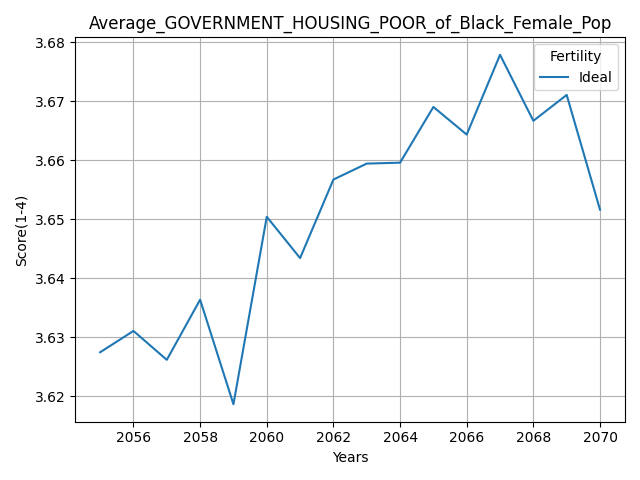 Average_GOVERNMENT_HOUSING_POOR_of_Black_Female_Pop
Fertility
Ideal
Score(1-4)
3.68
3.67
3.66
3.65
3.64
3.63
3.62
2056 2058 2060 2062 2064 2066 2068 2070
Years